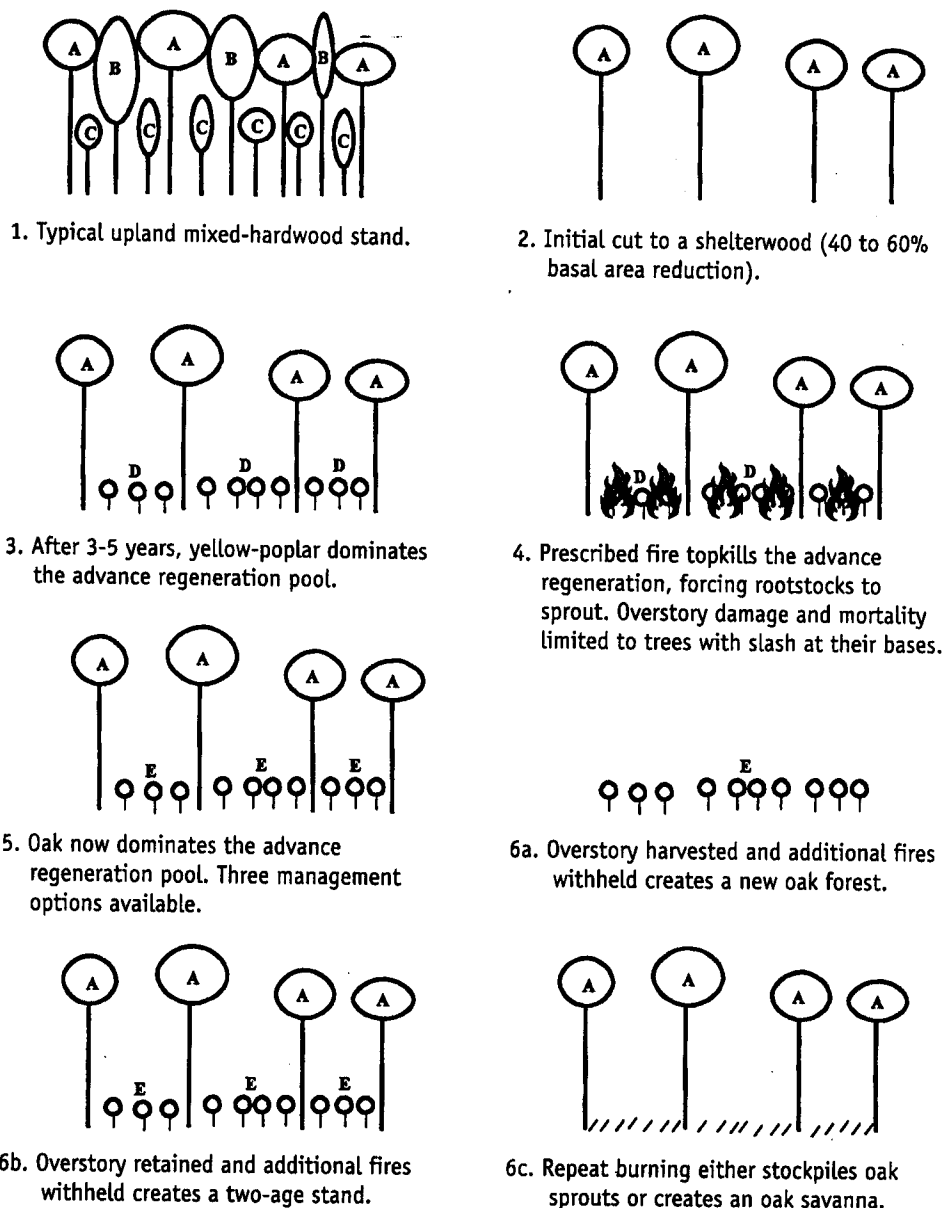 A B A B A B A
C C C C C C
1. Typical upland mixed-hardwood stand.
A A A A
2. Initial cut to a shelterwood (40 to 60%
basal area reduction).
A A A A
D D D
3. After 3-5 years, yellow-poplar dominates
the advance regeneration pool.
A A A A
D D
4. Prescribed fire topkills the advance
regeneration, forcing rootstocks to
sprout. Overstory damage and mortality
limited to trees with slash at their bases.
A A A A
E E E
5. Oak now dominates the advance
regeneration pool. Three management
options available.
E
6a. Overstory harvested and additional fires
withheld creates a new oak forest.
A A A A
E E E
6b. Overstory retained and additional fires
withheld creates a two-age stand.
A A A A
6c. Repeat burning either stockpiles oak
sprouts or creates an oak savanna.